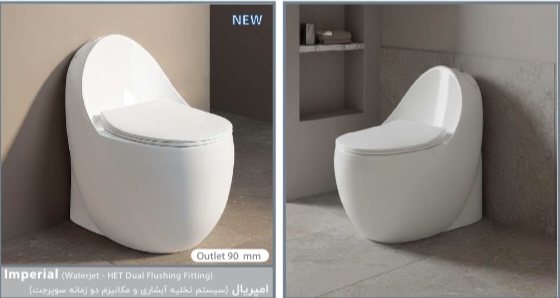 NEW
Outlet 90 mm
Imperial (Waterjet - HET Dual Flushing Fitting)
امپریال (سیستم تخلیه آبشاری و مکانیزم دو زمانه سوپرجت)